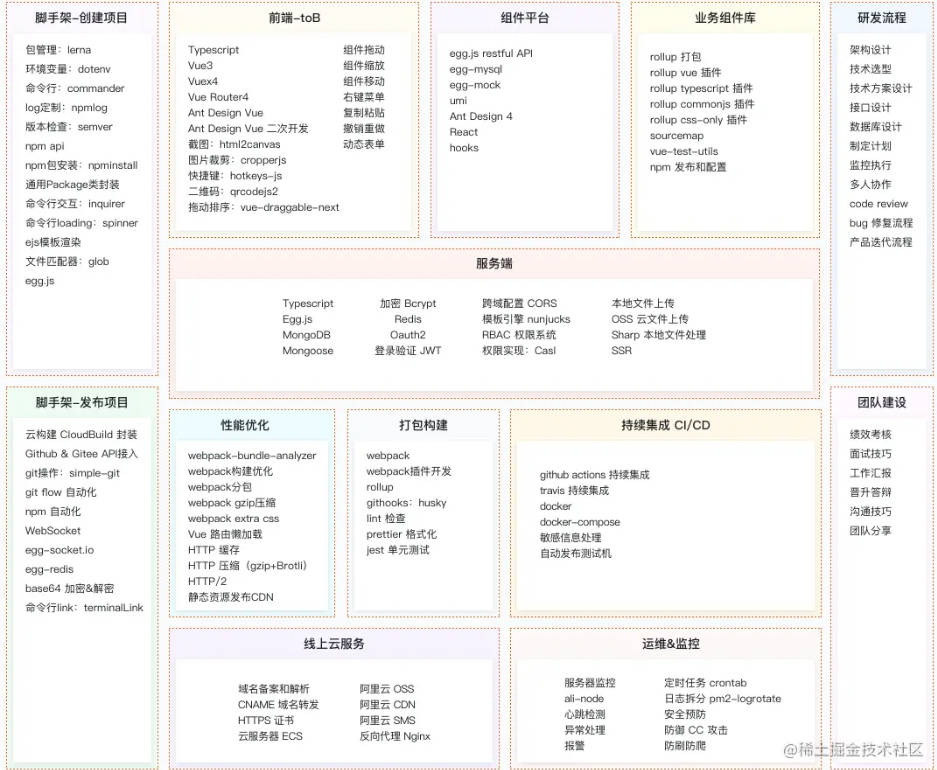 脚手架-创建项目
包管理：lerna
环境变量：dotenv
命令行：commander
log定制：npmlog
版本检查：semver
npm api
npm包安装：npminstall
通用Package类封装
命令行交互：inquirer
命令行loading：spinner
ejs模板渲染
文件匹配器：glob
egg.js
前端-toB
Typescript
Vue3
Vuex4
Vue Router4
Ant Design Vue
Ant Design Vue 二次开发
截图：html2canvas
图片裁剪：cropperjs
快捷键：hotkeys-js
二维码：qrcodejs2
拖动排序：vue-draggable-next
组件拖动
组件缩放
组件移动
右键菜单
复制粘贴
撤销重做
动态表单
组件平台
egg.js restful API
egg-mysql
egg-mock
umi
Ant Design 4
React
hooks
业务组件库
rollup 打包
rollup vue 插件
rollup typescript 插件
rollup commonjs 插件
rollup css-only 插件
sourcemap
vue-test-utils
npm 发布和配置
研发流程
架构设计
技术选型
技术方案设计
接口设计
数据库设计
制定计划
监控执行
多人协作
code review
bug 修复流程
产品迭代流程
服务端
Typescript
Egg.js
MongoDB
Mongoose
加密 Bcrypt
Redis
Oauth2
登录验证 JWT
跨域配置 CORS
模板引擎 nunjucks
RBAC 权限系统
权限实现：Casl
本地文件上传
OSS 云文件上传
Sharp 本地文件处理
SSR
脚手架-发布项目
云构建 CloudBuild 封装
Github & Gitee API接入
git操作：simple-git
git flow 自动化
npm 自动化
WebSocket
egg-socket.io
egg-redis
base64 加密&解密
命令行link：terminalLink
性能优化
webpack-bundle-analyzer
webpack构建优化
webpack分包
webpack gzip压缩
webpack extra css
Vue 路由懒加载
HTTP 缓存
HTTP 压缩（gzip+Brotli）
HTTP/2
静态资源发布CDN
打包构建
webpack
webpack插件开发
rollup
githooks：husky
lint 检查
prettier 格式化
jest 单元测试
持续集成 CI/CD
github actions 持续集成
travis 持续集成
docker
docker-compose
敏感信息处理
自动发布测试机
团队建设
绩效考核
面试技巧
工作汇报
晋升答辩
沟通技巧
团队分享
线上云服务
域名备案和解析
CNAME 域名转发
HTTPS 证书
云服务器 ECS
阿里云 OSS
阿里云 CDN
阿里云 SMS
反向代理 Nginx
运维&监控
服务器监控
ali-node
心跳检测
异常处理
报警
定时任务 crontab
日志拆分 pm2-logrotate
安全预防
防御 CC 攻击
防刷防爬
@稀土掘金技术社区